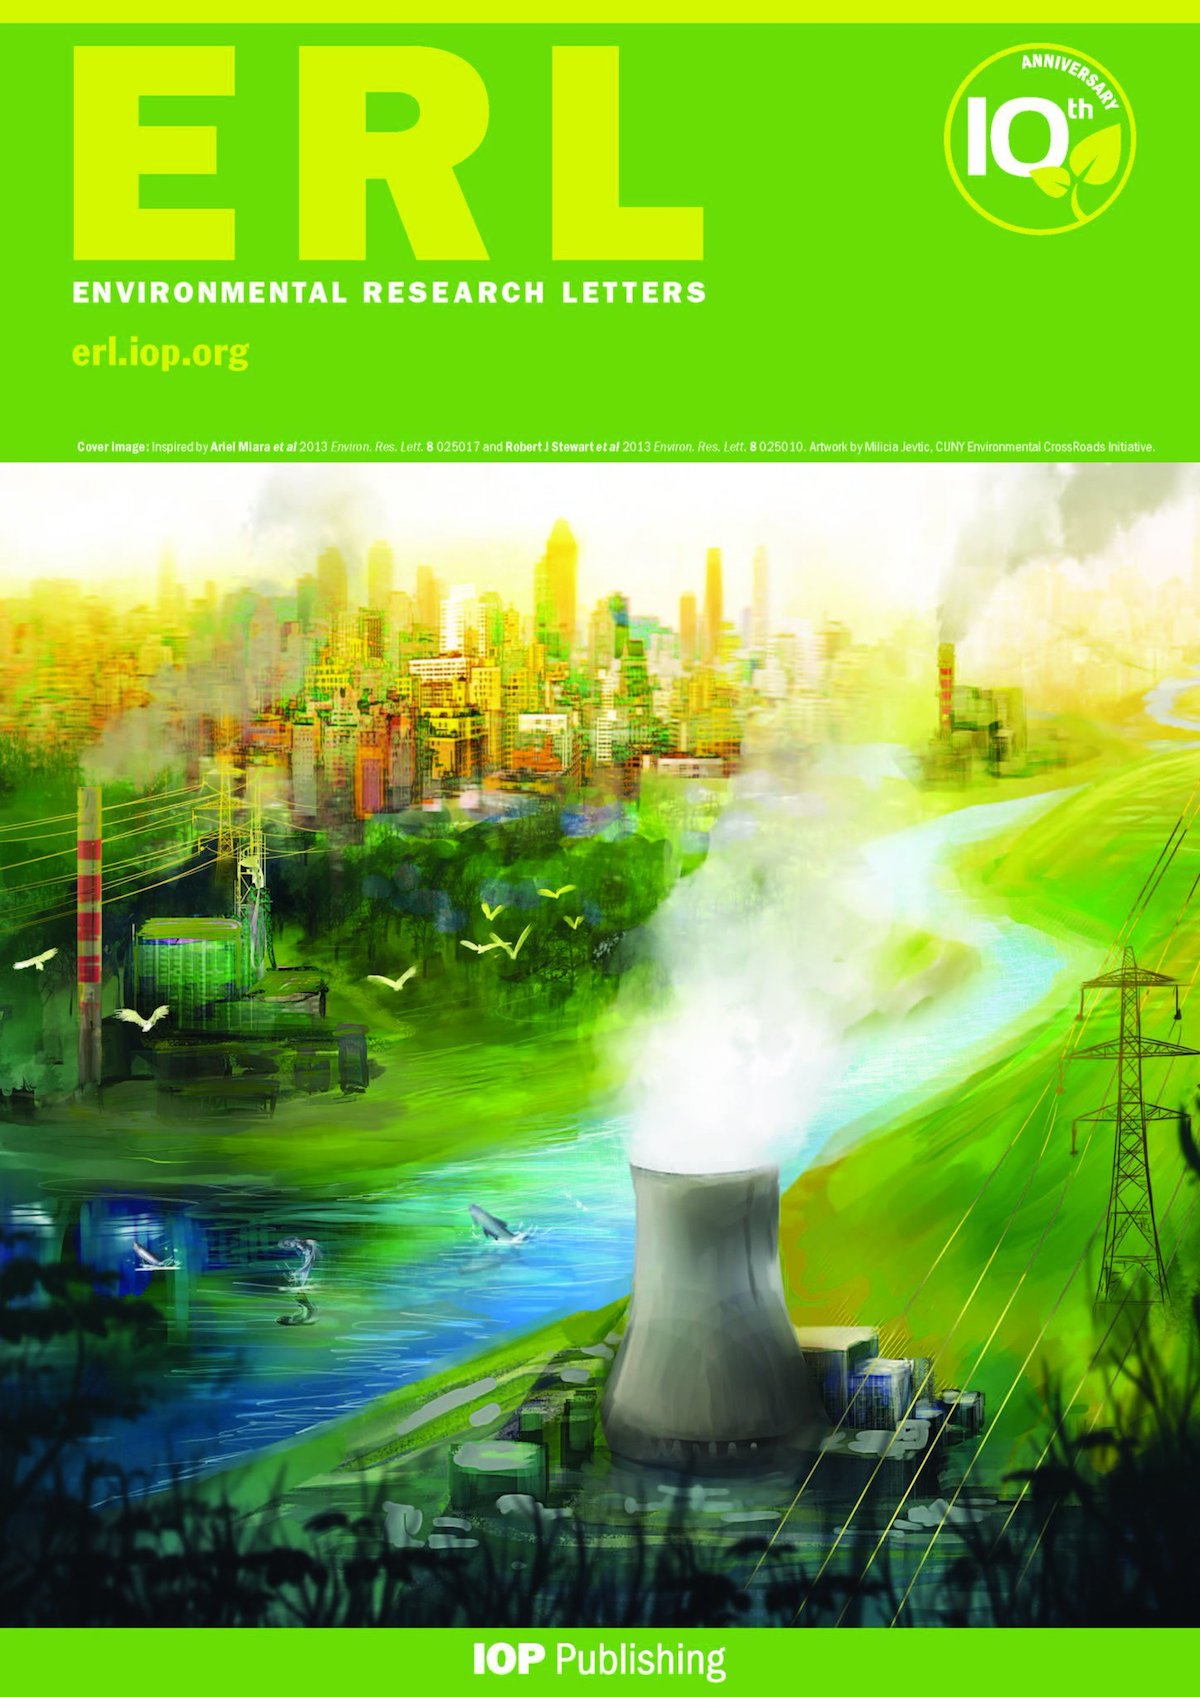 ERL
ANNIVERSARY
10th
ENVIRONMENTAL RESEARCH LETTERS
erl.iop.org
Cover image: Inspired by Ariel Miara et al 2013 Environ. Res. Lett. 8 025017 and Robert J Stewart et al 2013 Environ. Res. Lett. 8 025010. Artwork by Milicia Jevtic, CUNY Environmental CrossRoads Initiative.
IOP Publishing